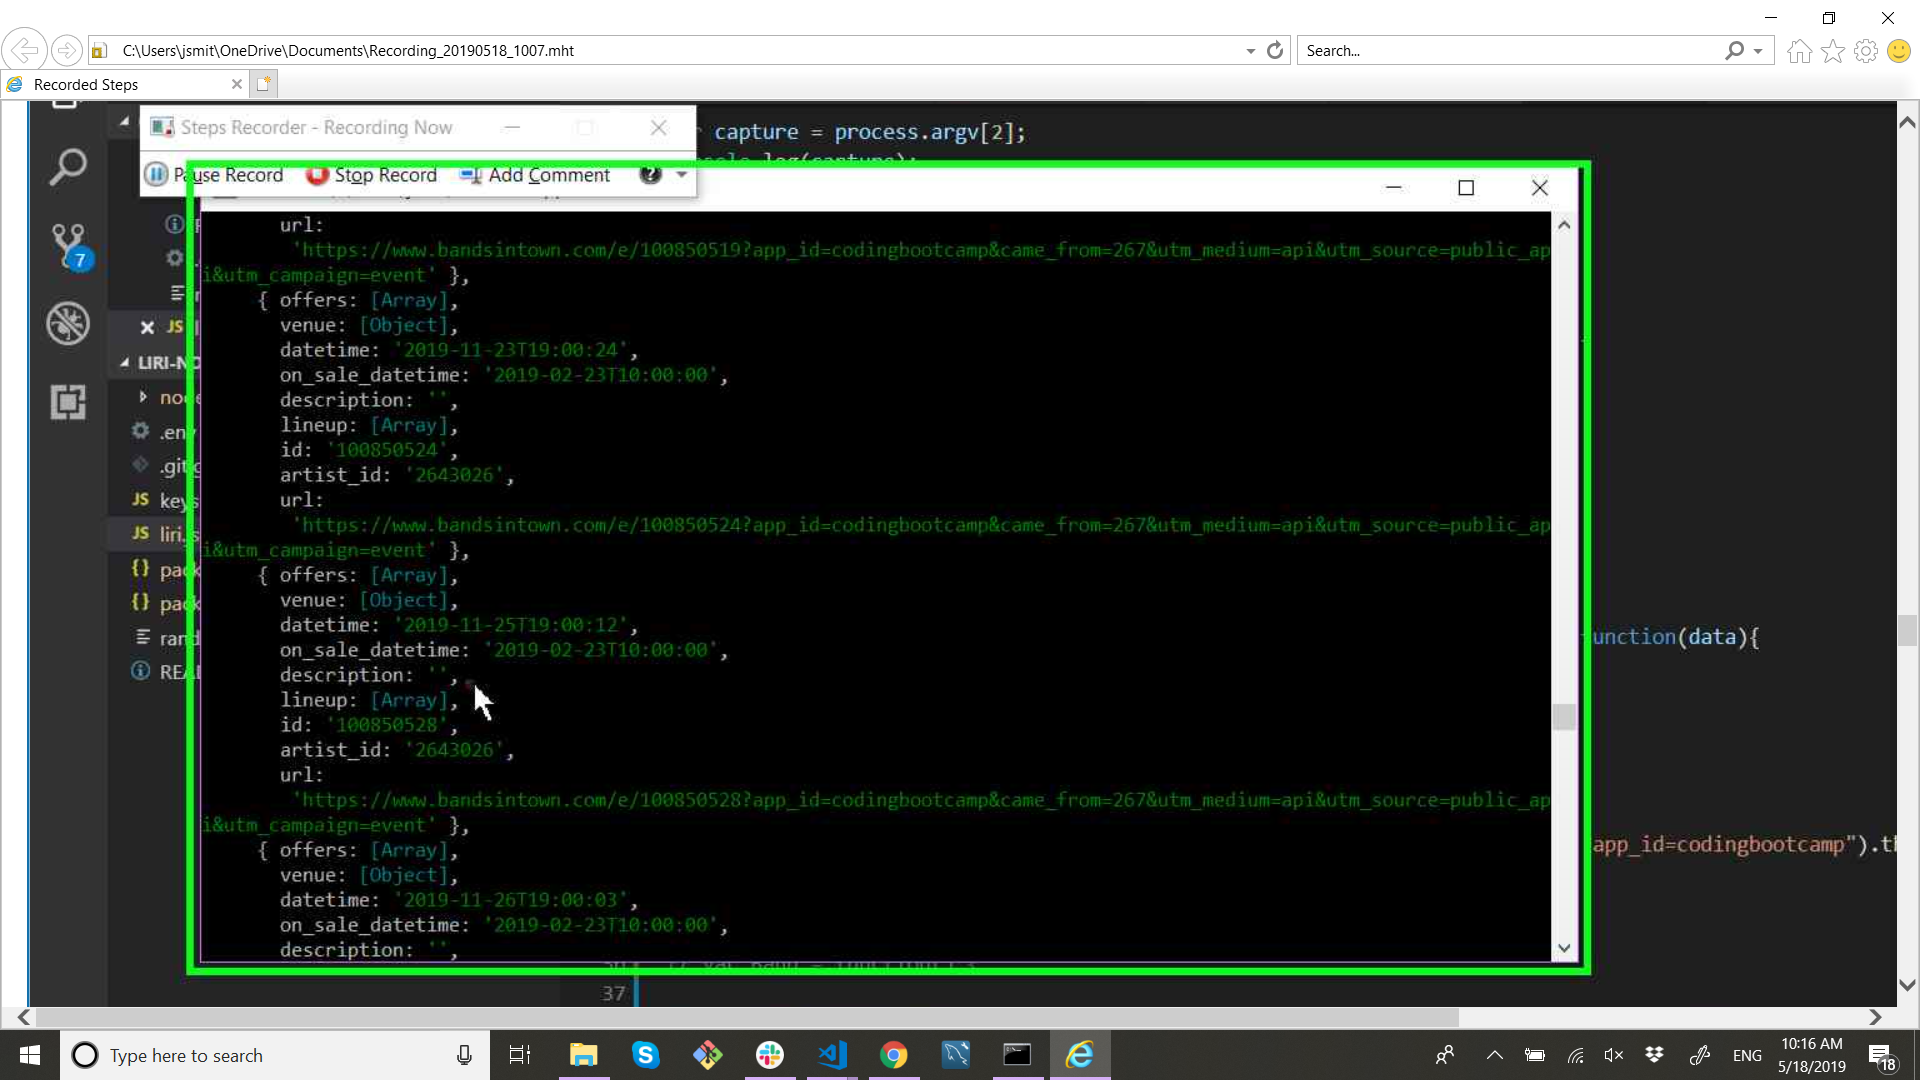 C:\Users\jsmit\OneDrive\Documents\Recording_20190518_1007.mht
Search...
Recorded Steps
Steps Recorder - Recording Now
capture = process.argv[2];
Pause Record
Stop Record
Add Comment
url:
'https://www.bandsintown.com/e/100850519?app_id=codingbootcamp&came_from=267&utm_medium=api&utm_source=public_ap
i&utm_campaign=event' },
{ offers: [Array],
venue: [Object],
datetime: '2019-11-23T19:00:24',
on_sale_datetime: '2019-02-23T10:00:00',
description: '',
lineup: [Array],
id: '100850524',
artist_id: '2643026',
url:
'https://www.bandsintown.com/e/100850524?app_id=codingbootcamp&came_from=267&utm_medium=api&utm_source=public_ap
i&utm_campaign=event' },
{ offers: [Array],
venue: [Object],
datetime: '2019-11-25T19:00:12',
on_sale_datetime: '2019-02-23T10:00:00',
description: '',
lineup: [Array],
id: '100850528',
artist_id: '2643026',
url:
'https://www.bandsintown.com/e/100850528?app_id=codingbootcamp&came_from=267&utm_medium=api&utm_source=public_ap
i&utm_campaign=event' },
{ offers: [Array],
venue: [Object],
datetime: '2019-11-26T19:00:03',
on_sale_datetime: '2019-02-23T10:00:00',
description: '',
7
JS
LIRI-NO
.env
JS keys
JS liri.js
{} pack
{} pack
rand
REA
unction(data){
app_id=codingbootcamp").th
37
Type here to search
ENG
10:16 AM
5/18/2019
18